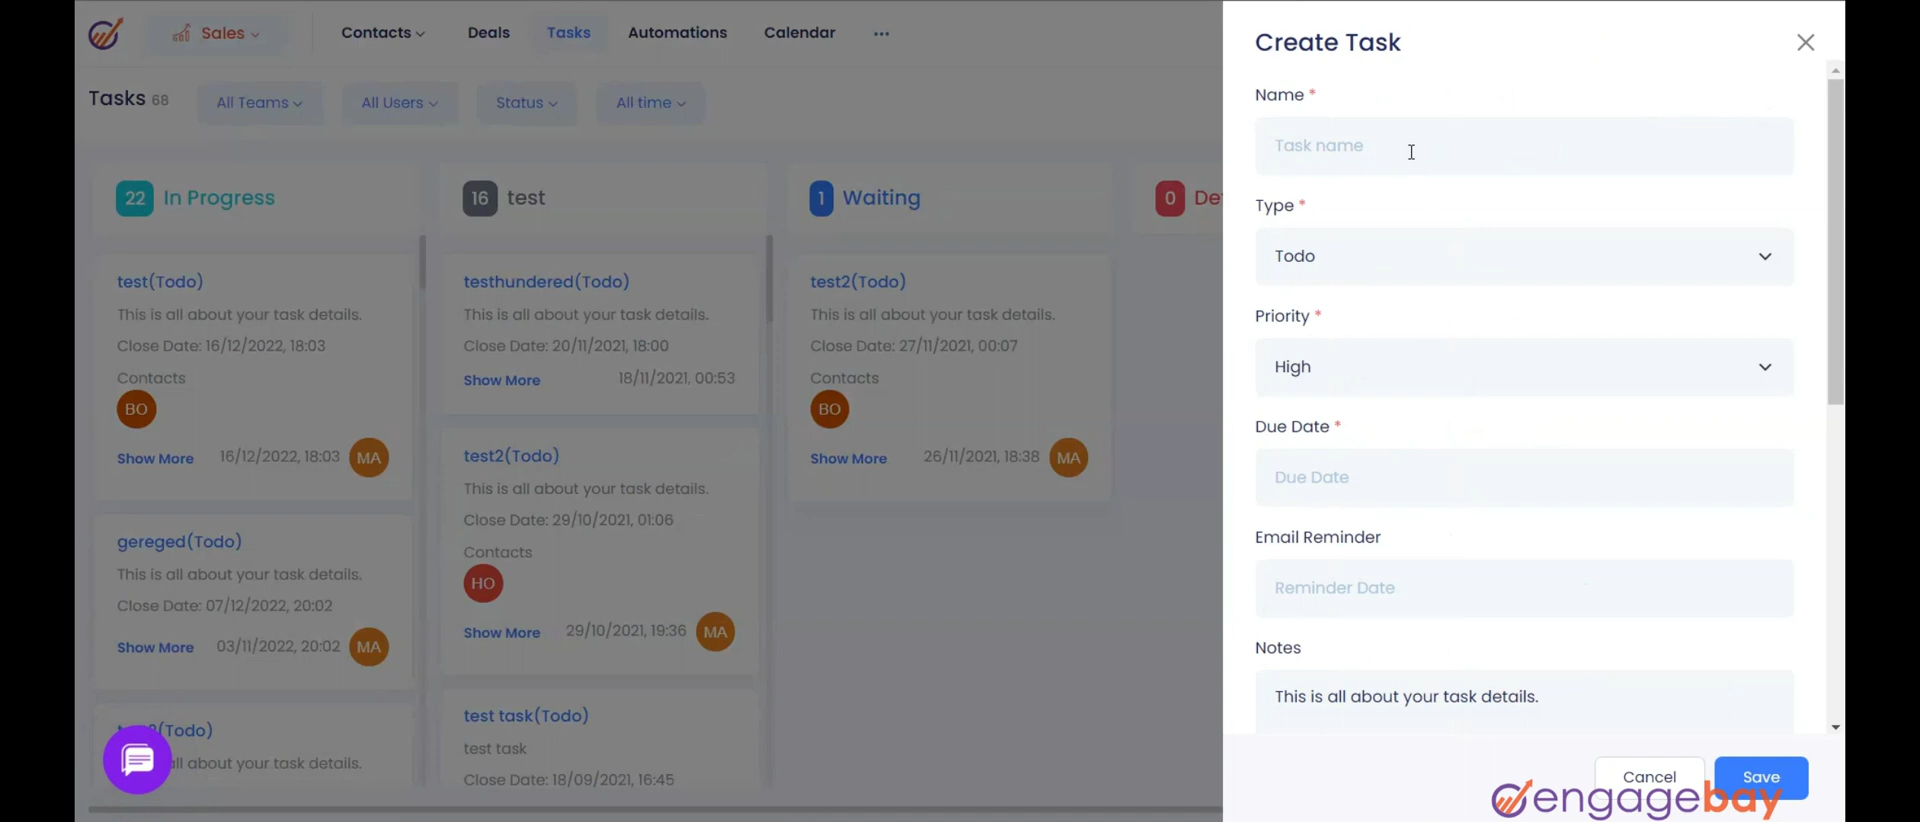 Sales
Contacts
Deals
Tasks
Automations
Calendar
Tasks 68
All Teams
All Users
Status
All time
22 In Progress
test(Todo)
This is all about your task details.
Close Date: 16/12/2022, 18:03
Contacts
BO
Show More
16/12/2022, 18:03
MA
gereged(Todo)
This is all about your task details.
Close Date: 07/12/2022, 20:02
Show More
03/11/2022, 20:02
MA
(Todo)
all about your task details.
16 test
testhundered(Todo)
This is all about your task details.
Close Date: 20/11/2021, 18:00
Show More
18/11/2021, 00:53
test2(Todo)
This is all about your task details.
Close Date: 29/10/2021, 01:06
Contacts
HO
Show More
29/10/2021, 19:36
MA
test task(Todo)
test task
Close Date: 18/09/2021, 16:45
1 Waiting
test2(Todo)
This is all about your task details.
Close Date: 27/11/2021, 00:07
Contacts
BO
Show More
26/11/2021, 18:38
MA
0 De
Create Task
Name *
Task name
Type *
Todo
Priority *
High
Due Date *
Due Date
Email Reminder
Reminder Date
Notes
This is all about your task details.
Cancel
Save
engagebay